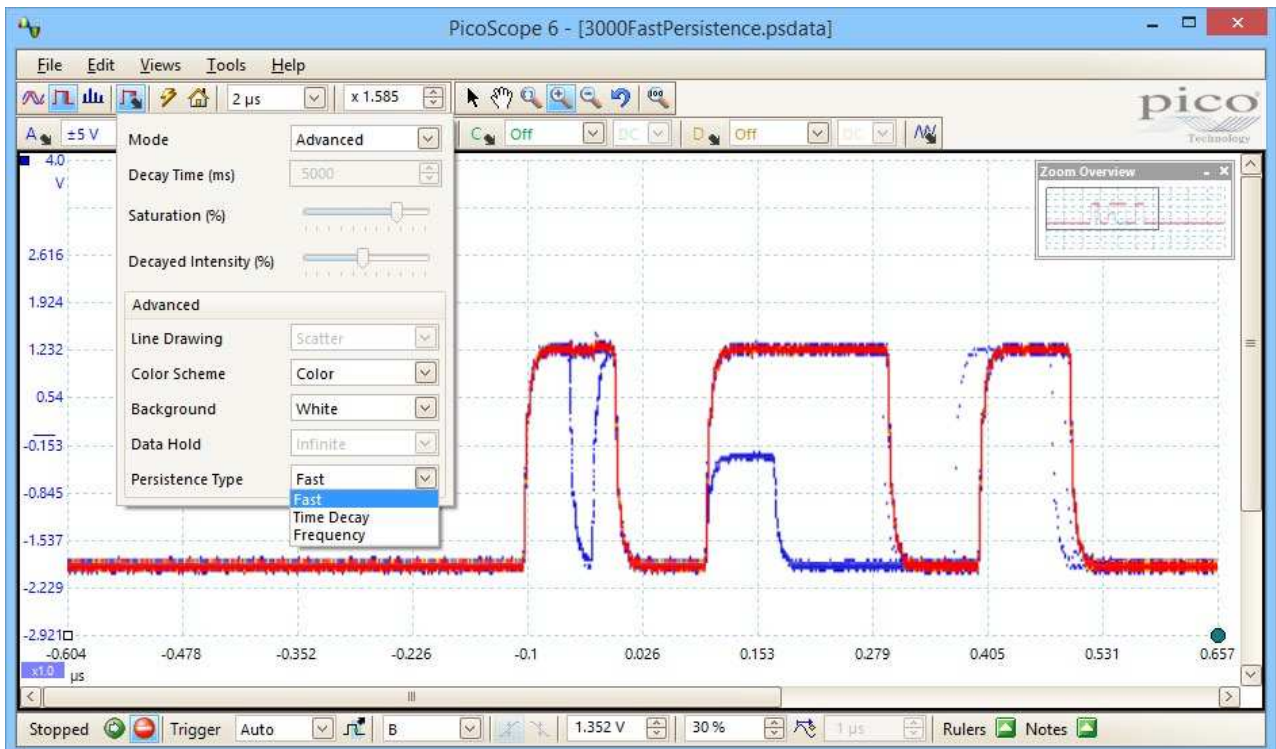 PicoScope 6 - [3000FastPersistence.psdata]
File Edit Views Tools Help
2 µs x 1.585
pico
Technology
A ±5 V C Off DC D Off DC
Mode Advanced
Decay Time (ms) 5000
Saturation (%)
Decayed Intensity (%)
Advanced
Line Drawing Scatter
Color Scheme Color
Background White
Data Hold Infinite
Persistence Type Fast
Fast
Time Decay
Frequency
Zoom Overview
4.0
V
2.616
1.924
1.232
0.54
-0.153
-0.845
-1.537
-2.229
-2.921
-0.604 -0.478 -0.352 -0.226 -0.1 0.026 0.153 0.279 0.405 0.531 0.657
x1.0 µs
Stopped Trigger Auto B 1.352 V 30 % 1 µs Rulers Notes